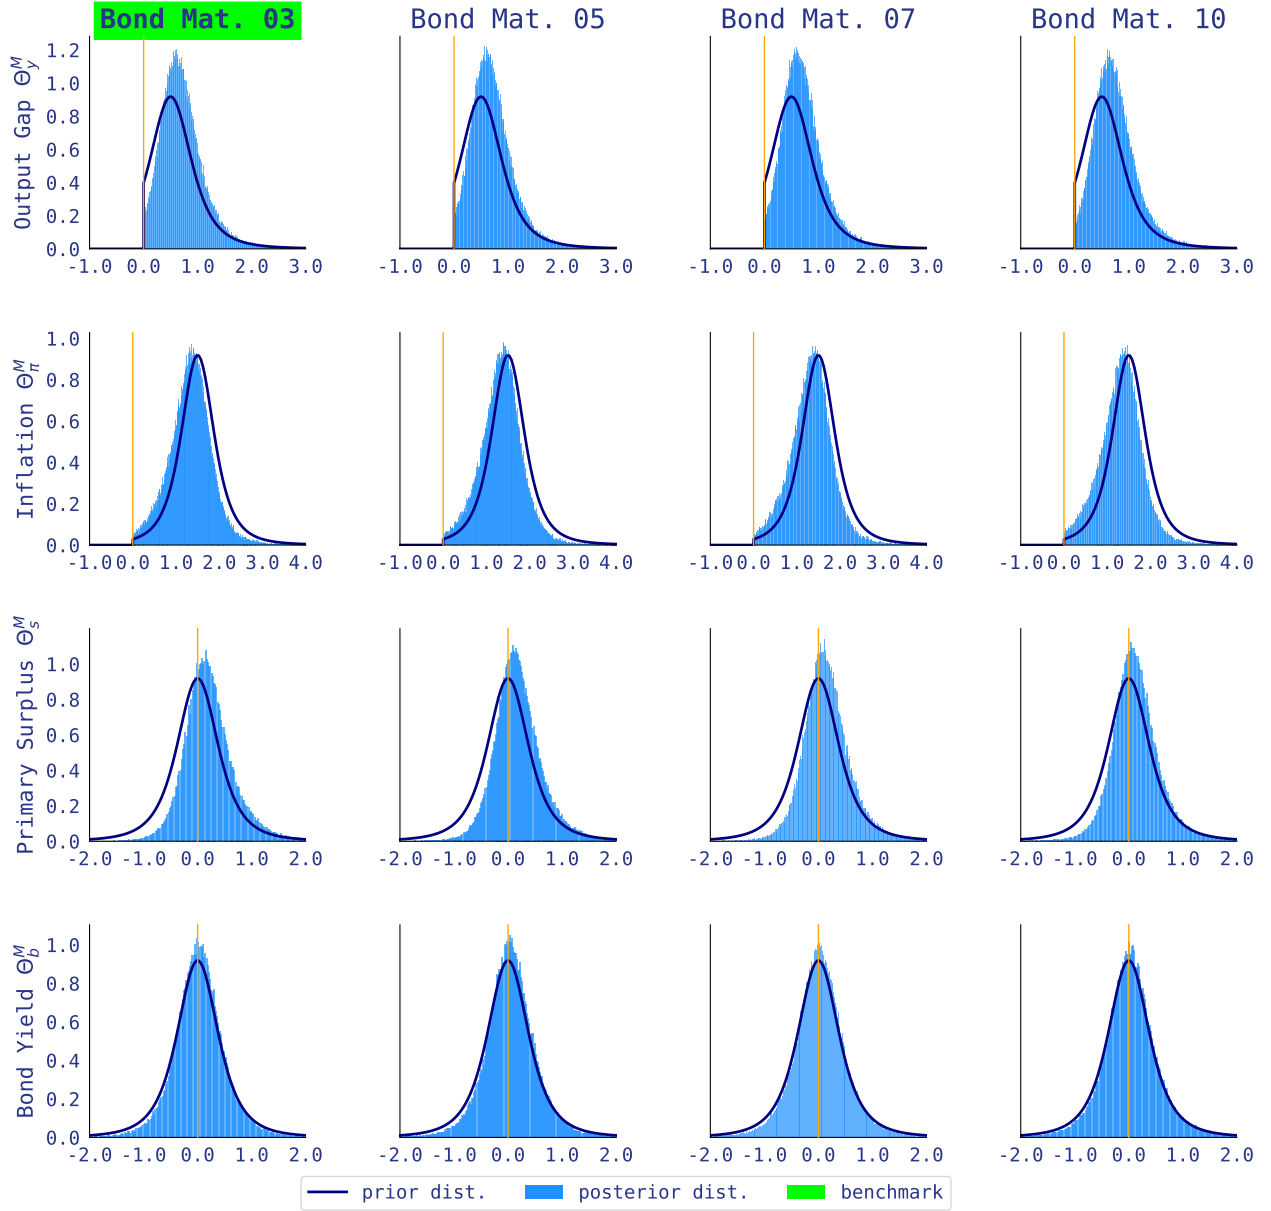 Bond Mat. 03 Bond Mat. 05 Bond Mat. 07 Bond Mat. 10
Output Gap Θ_y^M
1.2
1.0
0.8
0.6
0.4
0.2
0.0
-1.0 0.0 1.0 2.0 3.0 -1.0 0.0 1.0 2.0 3.0 -1.0 0.0 1.0 2.0 3.0 -1.0 0.0 1.0 2.0 3.0
Inflation Θ_π^M
1.0
0.8
0.6
0.4
0.2
0.0
-1.0 0.0 1.0 2.0 3.0 4.0 -1.0 0.0 1.0 2.0 3.0 4.0 -1.0 0.0 1.0 2.0 3.0 4.0 -1.0 0.0 1.0 2.0 3.0 4.0
Primary Surplus Θ_s^M
1.0
0.8
0.6
0.4
0.2
0.0
-2.0 -1.0 0.0 1.0 2.0 -2.0 -1.0 0.0 1.0 2.0 -2.0 -1.0 0.0 1.0 2.0 -2.0 -1.0 0.0 1.0 2.0
Bond Yield Θ_b^M
1.0
0.8
0.6
0.4
0.2
0.0
-2.0 -1.0 0.0 1.0 2.0 -2.0 -1.0 0.0 1.0 2.0 -2.0 -1.0 0.0 1.0 2.0 -2.0 -1.0 0.0 1.0 2.0
prior dist. posterior dist. benchmark